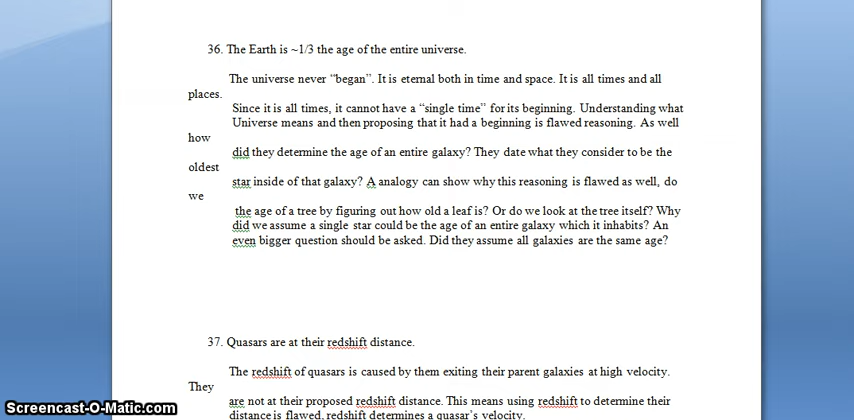 36. The Earth is ~1/3 the age of the entire universe.
The universe never “began”. It is eternal both in time and space. It is all times and all
places.
Since it is all times, it cannot have a “single time” for its beginning. Understanding what
Universe means and then proposing that it had a beginning is flawed reasoning. As well
how
did they determine the age of an entire galaxy? They date what they consider to be the
oldest
star inside of that galaxy? A analogy can show why this reasoning is flawed as well, do
we
the age of a tree by figuring out how old a leaf is? Or do we look at the tree itself? Why
did we assume a single star could be the age of an entire galaxy which it inhabits? An
even bigger question should be asked. Did they assume all galaxies are the same age?
37. Quasars are at their redshift distance.
The redshift of quasars is caused by them exiting their parent galaxies at high velocity.
They
are not at their proposed redshift distance. This means using redshift to determine their
distance is flawed, redshift determines a quasar’s velocity.
Screencast-O-Matic.com